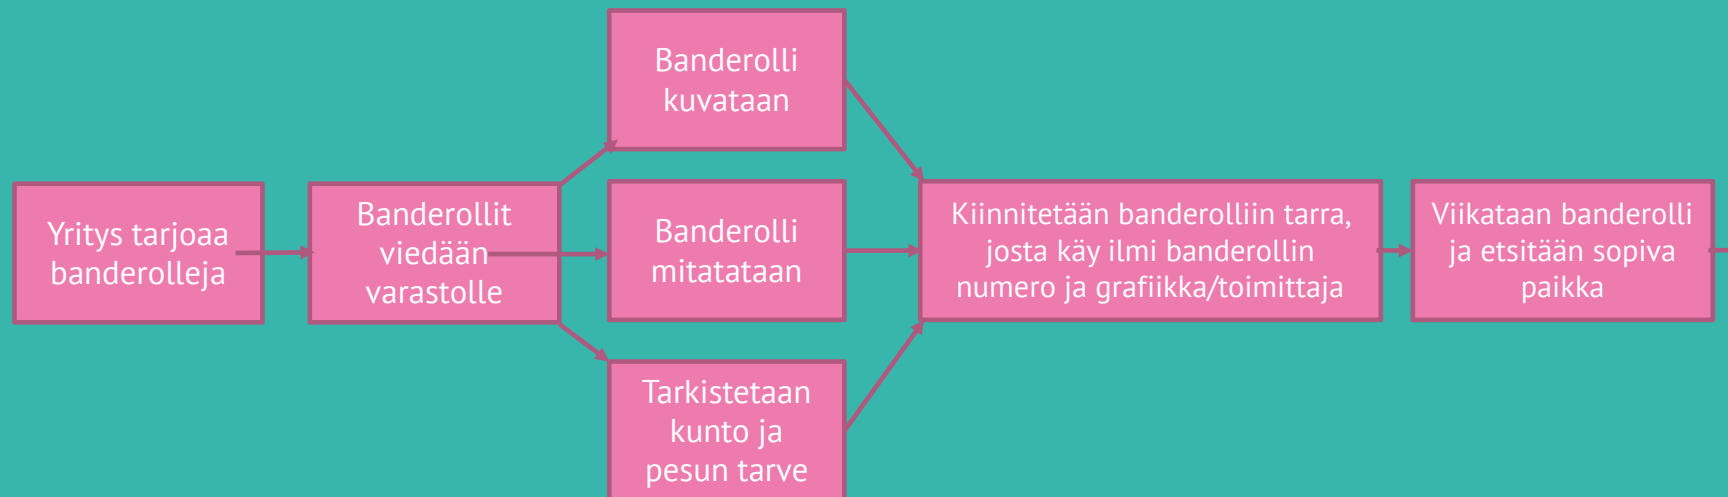 Yritys tarjoaa
banderolleja
Banderollit
viedään
varastolle
Banderolli
kuvataan
Banderolli
mitatataan
Tarkistetaan
kunto ja
pesun tarve
Kiinnitetään banderolliin tarra,
josta käy ilmi banderollin
numero ja grafiikka/toimittaja
Viikataan banderolli
ja etsitään sopiva
paikka